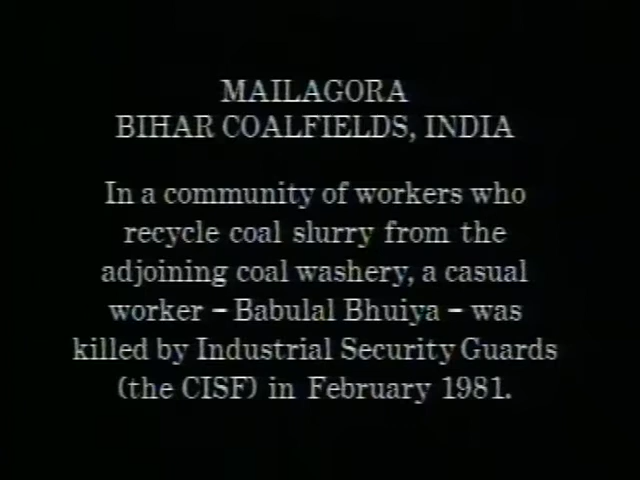 MAILAGORA
BIHAR COALFIELDS, INDIA
In a community of workers who
recycle coal slurry from the
adjoining coal washery, a casual
worker – Babulal Bhuiya – was
killed by Industrial Security Guards
(the CISF) in February 1981.